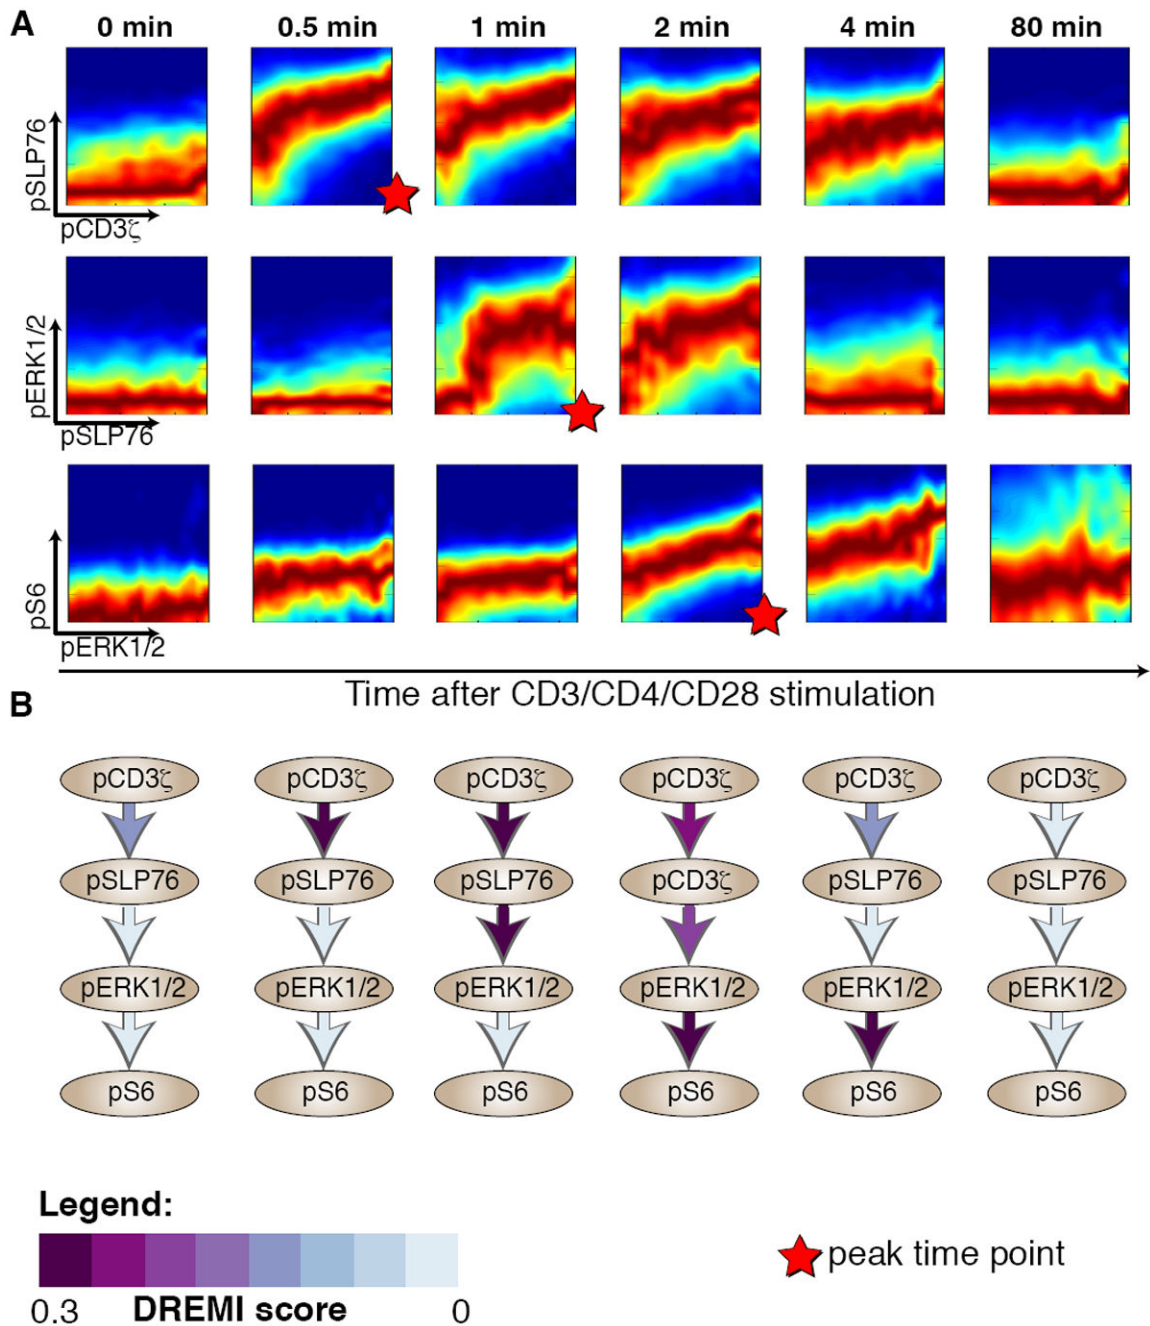 A
0 min 0.5 min 1 min 2 min 4 min 80 min
pSLP76
pCD3ζ
pERK1/2
pSLP76
pS6
pERK1/2
Time after CD3/CD4/CD28 stimulation
B
pCD3ζ pCD3ζ pCD3ζ pCD3ζ pCD3ζ pCD3ζ
pSLP76 pSLP76 pSLP76 pCD3ζ pSLP76 pSLP76
pERK1/2 pERK1/2 pERK1/2 pERK1/2 pERK1/2 pERK1/2
pS6 pS6 pS6 pS6 pS6 pS6
Legend:
peak time point
0.3 DREMI score 0